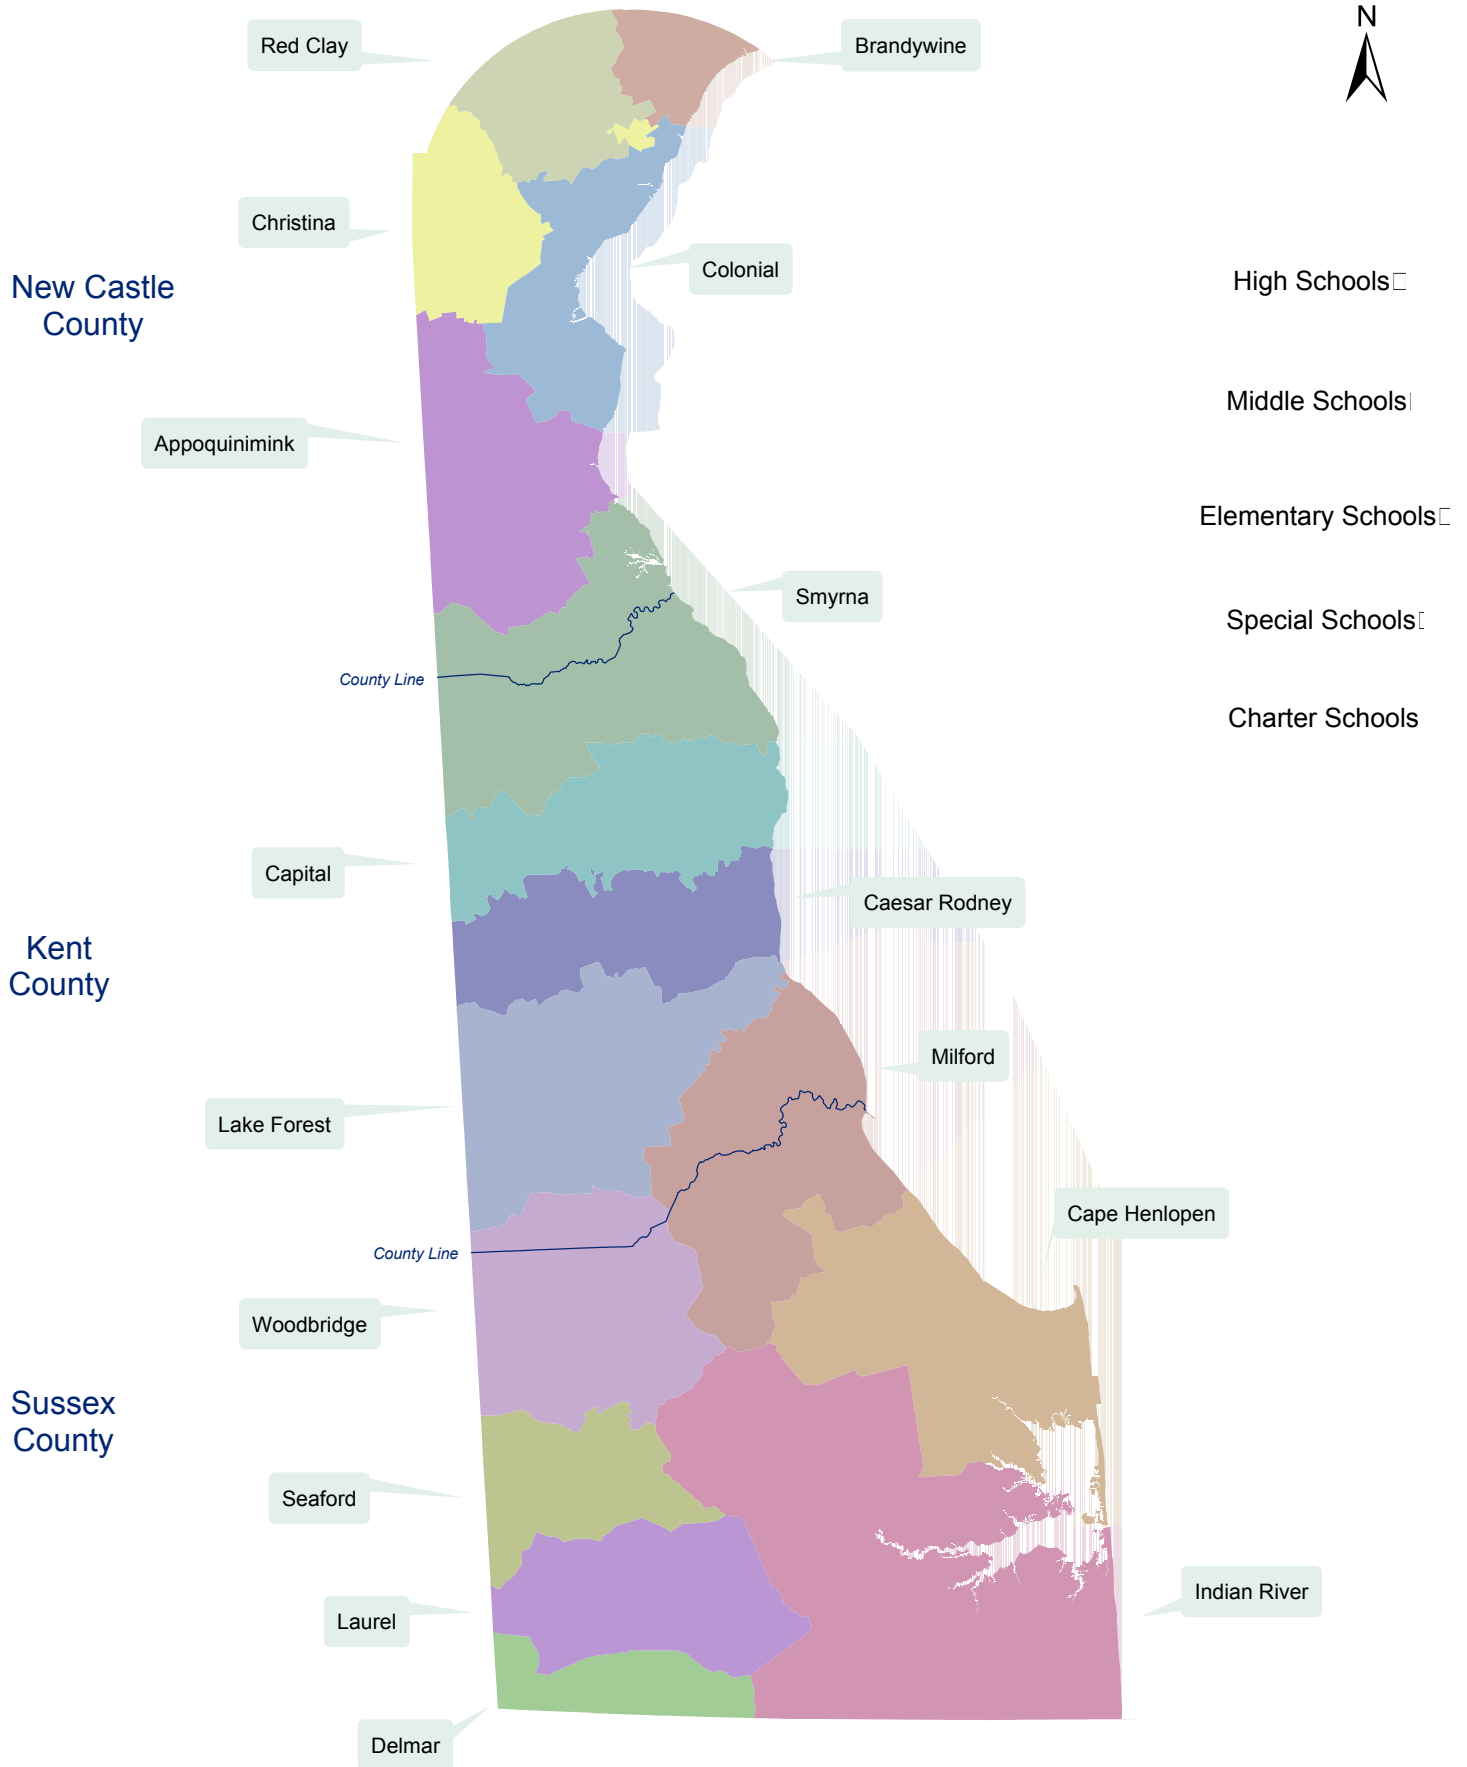 N
Red Clay
Brandywine
Christina
Colonial
New Castle
County
High Schools
Middle Schools
Appoquinimink
Elementary Schools
Smyrna
Special Schools
County Line
Charter Schools
Capital
Caesar Rodney
Kent
County
Milford
Lake Forest
Cape Henlopen
County Line
Woodbridge
Sussex
County
Seaford
Indian River
Laurel
Delmar